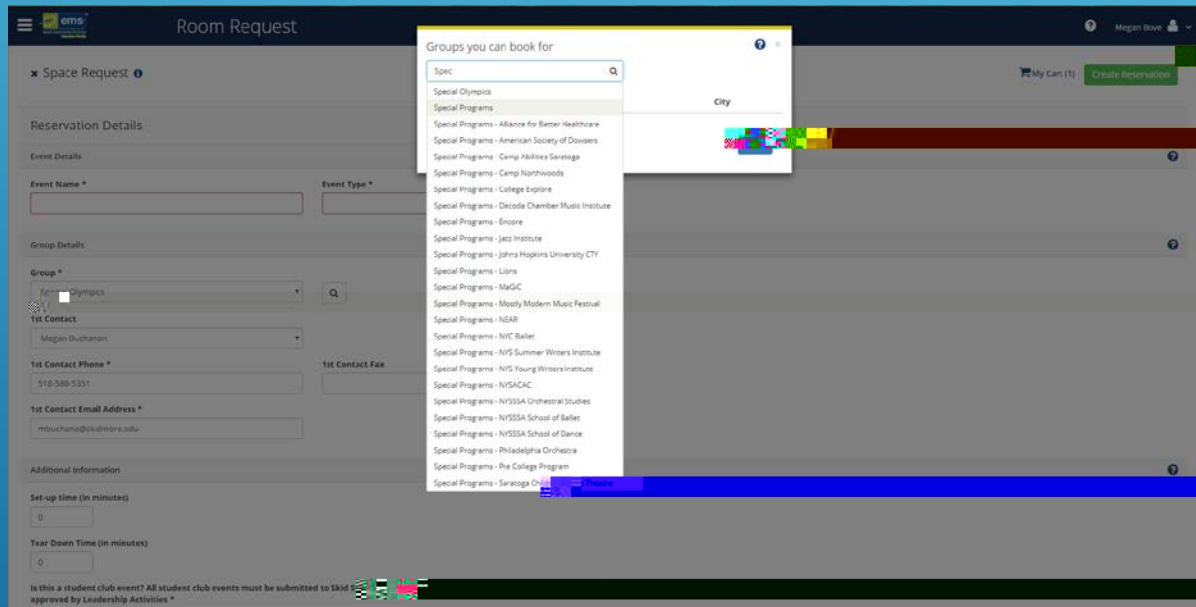 ems
Room Request
Megan Bove
Space Request
My Cart (1)
Create Reservation
Reservation Details
Event Details
Event Name *
Event Type *
Group Details
Group *
Special Olympics
1st Contact
Megan Buchanan
1st Contact Phone *
1st Contact Fax
518-580-5351
1st Contact Email Address *
mbuchana@skidmore.edu
Additional Information
Set-up time (in minutes)
0
Tear Down Time (in minutes)
0
Is this a student club event? All student club events must be submitted to Skid
approved by Leadership Activities *
Groups you can book for
Spec
City
Special Olympics
Special Programs
Special Programs - Alliance for Better Healthcare
Special Programs - American Society of Dowsers
Special Programs - Camp Abilities Saratoga
Special Programs - Camp Northwoods
Special Programs - College Explore
Special Programs - Decoda Chamber Music Institute
Special Programs - Encore
Special Programs - Jazz Institute
Special Programs - Johns Hopkins University CTY
Special Programs - Lions
Special Programs - MaGiC
Special Programs - Mostly Modern Music Festival
Special Programs - NEAR
Special Programs - NYC Ballet
Special Programs - NYS Summer Writers Institute
Special Programs - NYS Young Writers Institute
Special Programs - NYSACAC
Special Programs - NYSSSA Orchestral Studies
Special Programs - NYSSSA School of Ballet
Special Programs - NYSSSA School of Dance
Special Programs - Philadelphia Orchestra
Special Programs - Pre College Program
Special Programs - Saratoga Theatre